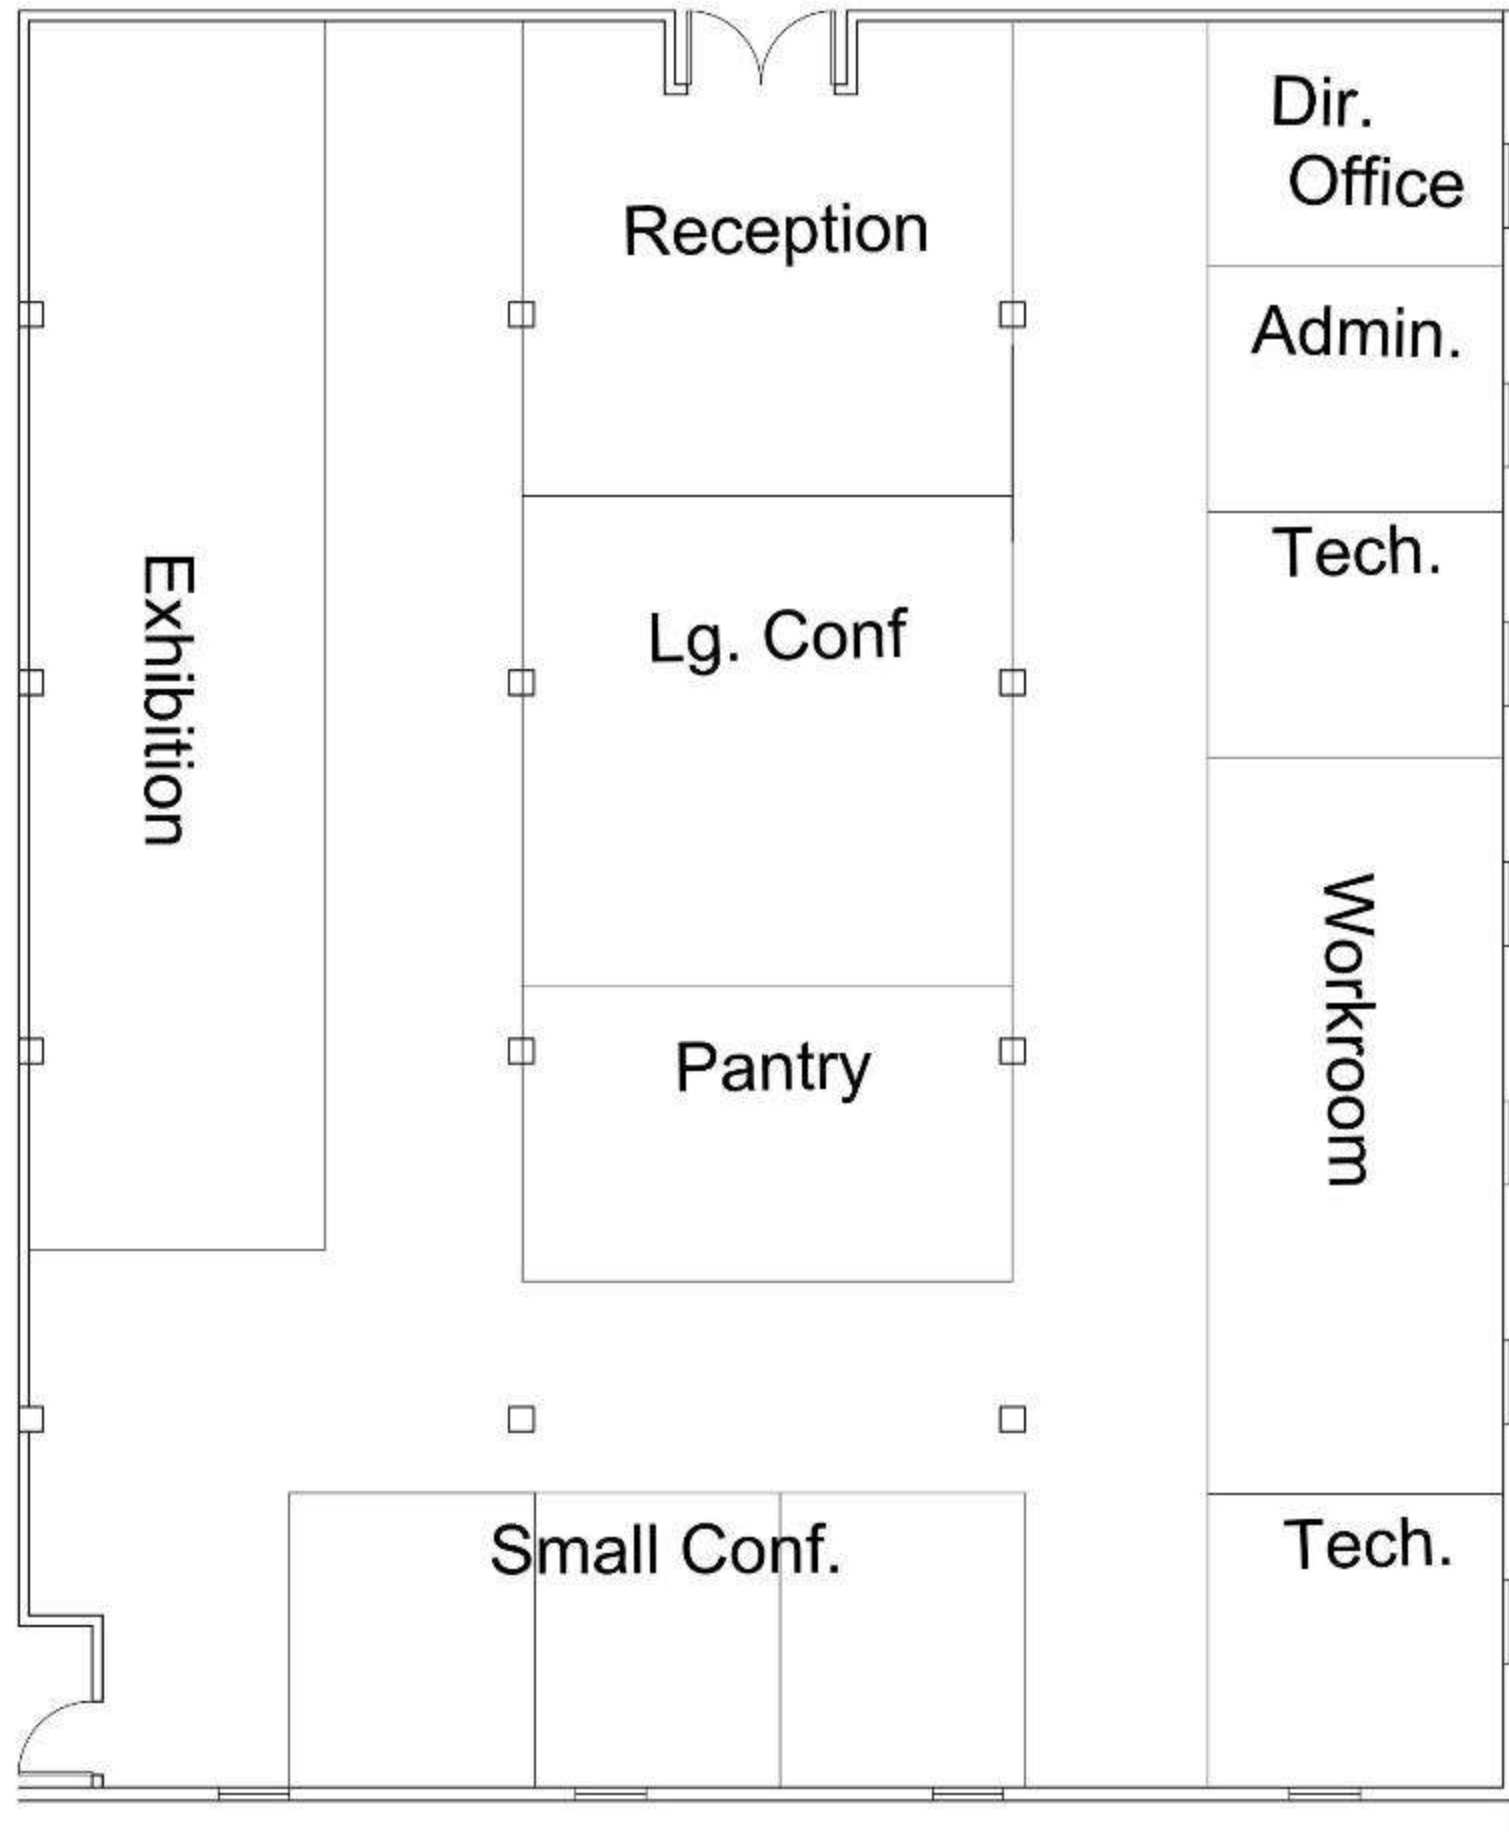 Dir.
Office
Reception
Admin.
Tech.
Exhibition
Lg. Conf
Workroom
Pantry
Small Conf.
Tech.